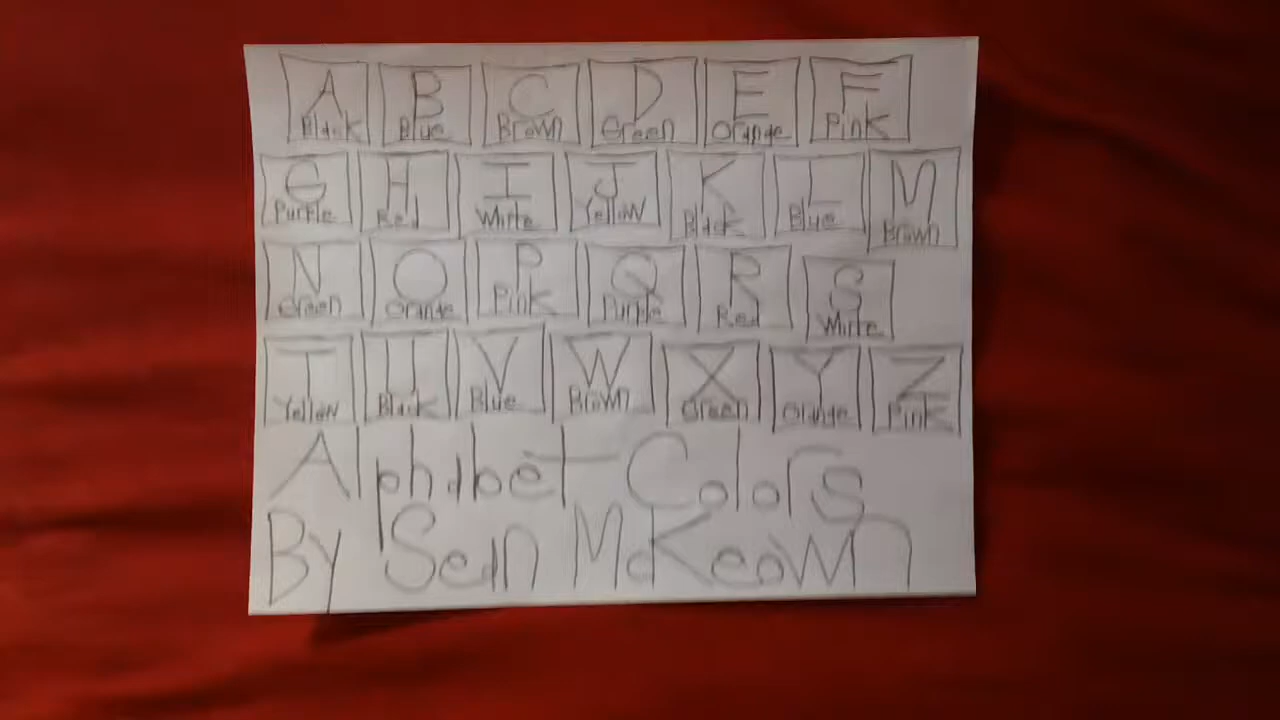 A B C D E F
Black Blue Brown Green Orange Pink
G H I J K L M
Purple Red White Yellow Black Blue Brown
N O P Q R S
Green Orange Pink Purple Red White
T U V W X Y Z
Yellow Black Blue Brown Green Orange Pink
Alphabet Colors
By Sean McKeown